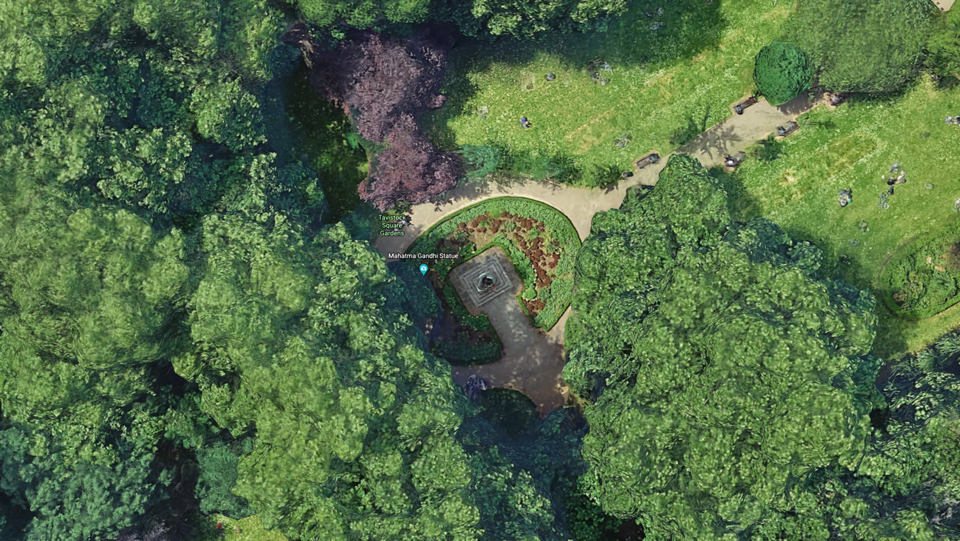 Tavistock
Square
Gardens
Mahatma Gandhi Statue